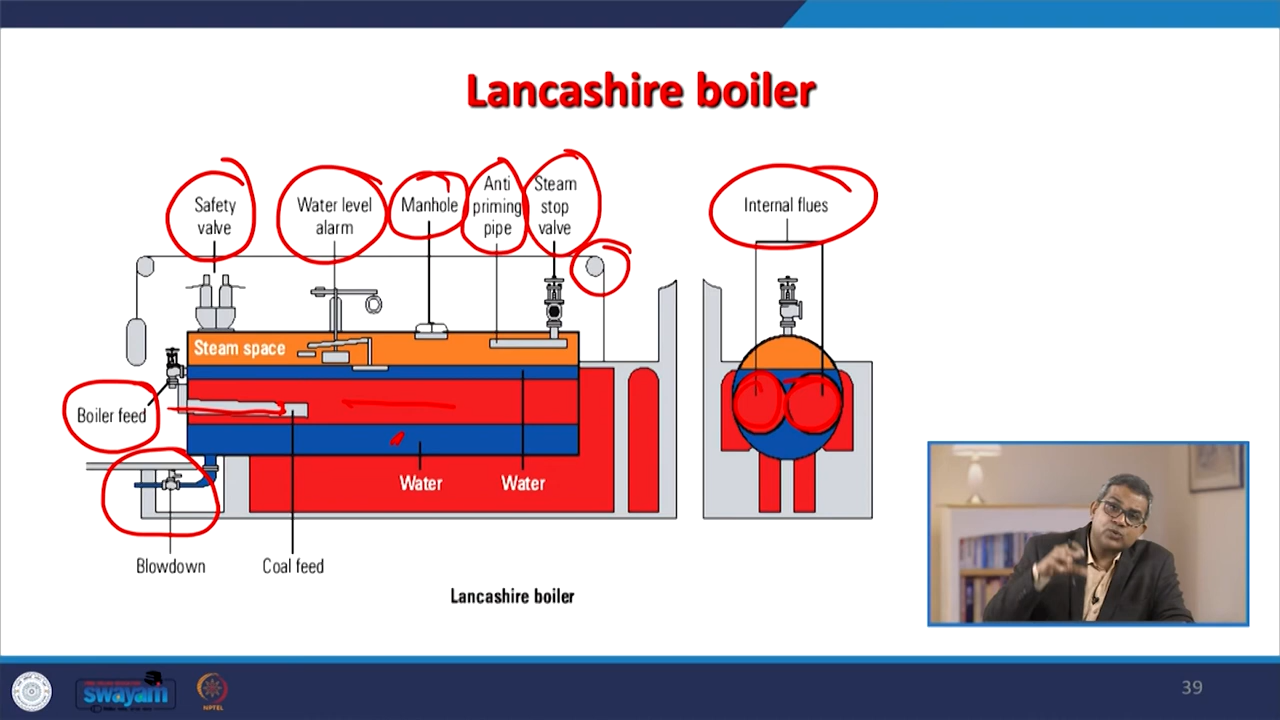 Lancashire boiler
Safety
valve
Water level
alarm
Manhole
Anti
priming
pipe
Steam
stop
valve
Internal flues
Steam space
Boiler feed
Water
Water
Blowdown
Coal feed
Lancashire boiler
swayam
NPTEL
39